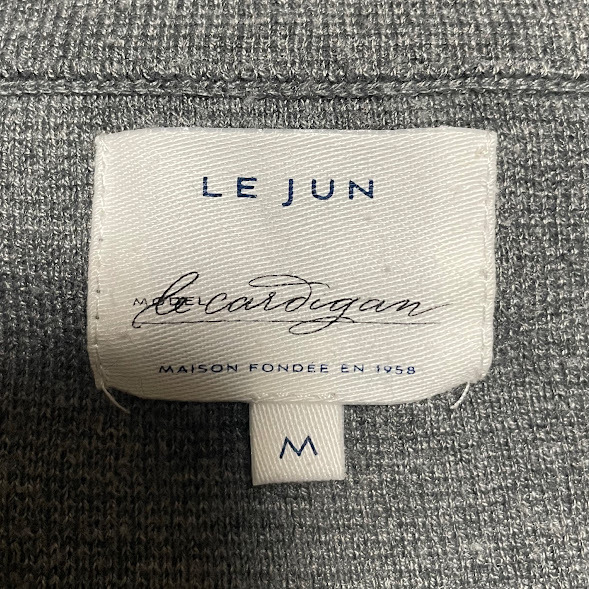 LE JUN
MODEL le cardigan
MAISON FONDÉE EN 1958
M